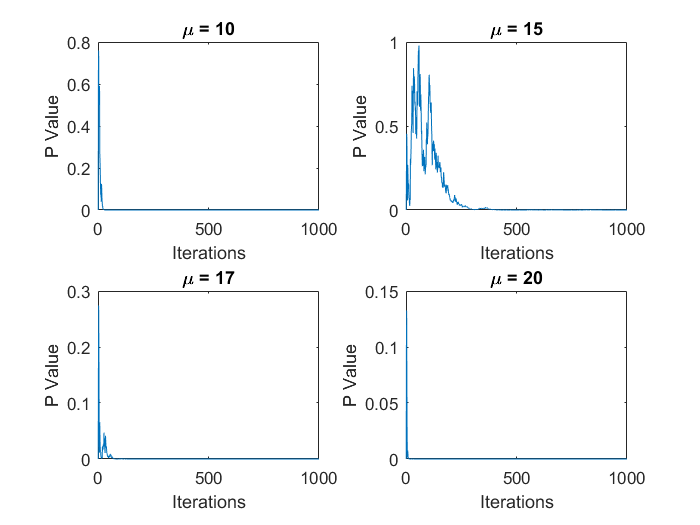 μ = 10
0.8
0.6
0.4
0.2
0
P Value
0 500 1000
Iterations
μ = 15
1
0.5
0
P Value
0 500 1000
Iterations
μ = 17
0.3
0.2
0.1
0
P Value
0 500 1000
Iterations
μ = 20
0.15
0.1
0.05
0
P Value
0 500 1000
Iterations